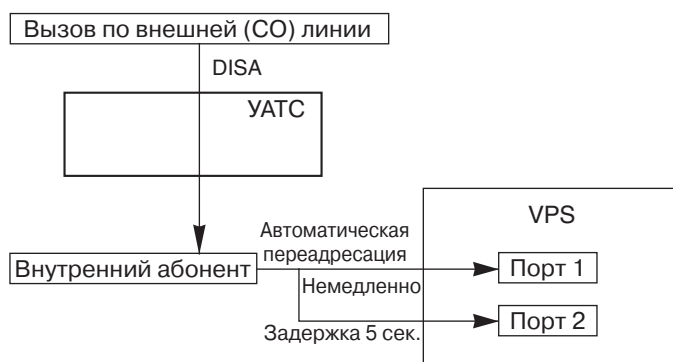 Вызов по внешней (CO) линии
DISA
УАТС
VPS
Автоматическая
переадресация
Внутренний абонент
Порт 1
Немедленно
Порт 2
Задержка 5 сек.